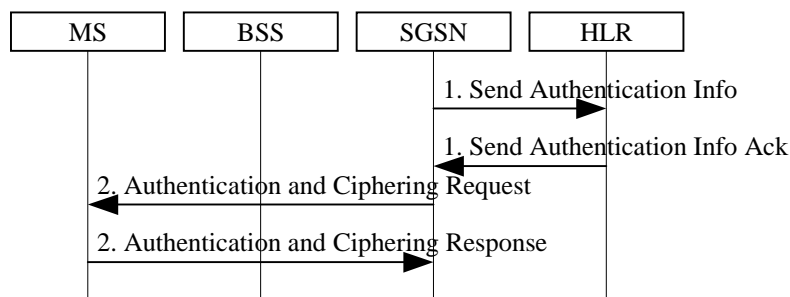 MS BSS SGSN HLR
1. Send Authentication Info
1. Send Authentication Info Ack
2. Authentication and Ciphering Request
2. Authentication and Ciphering Response